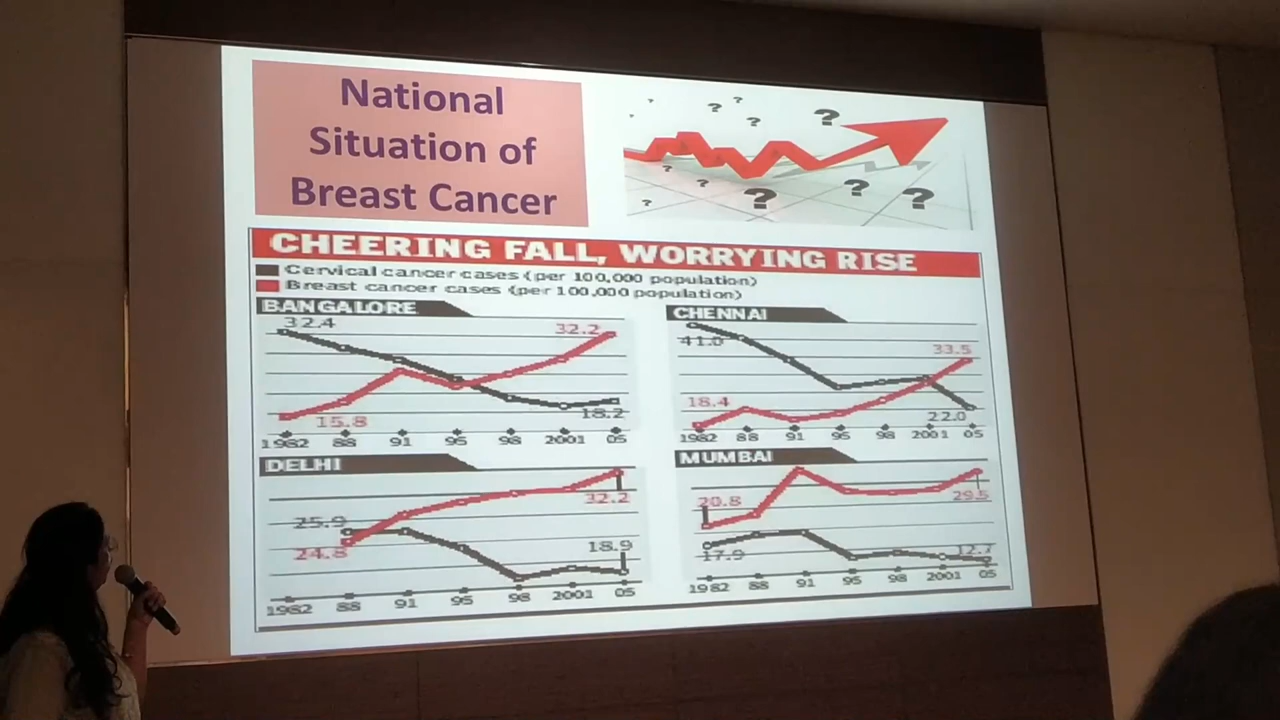 National
Situation of
Breast Cancer
? ? ? ? ? ? ? ? ? ?
CHEERING FALL, WORRYING RISE
Cervical cancer cases (per 100,000 population)
Breast cancer cases (per 100,000 population)
BANGALORE
32.4
32.2
15.8
18.2
1982 88 91 95 98 2001 05
CHENNAI
41.0
33.5
18.4
22.0
1982 88 91 95 98 2001 05
DELHI
25.9
32.2
24.8
18.9
1982 88 91 95 98 2001 05
MUMBAI
20.8
29.5
17.9
12.7
1982 88 91 95 98 2001 05